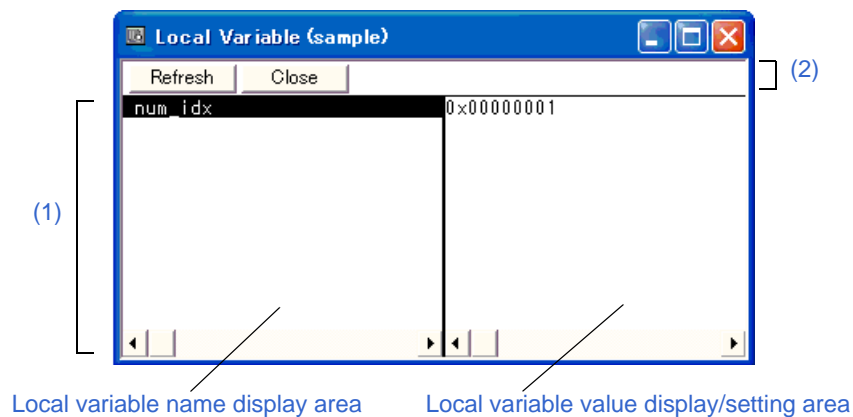 Local Variable (sample)
Refresh Close
(2)
num_idx 0x00000001
(1)
Local variable name display area Local variable value display/setting area